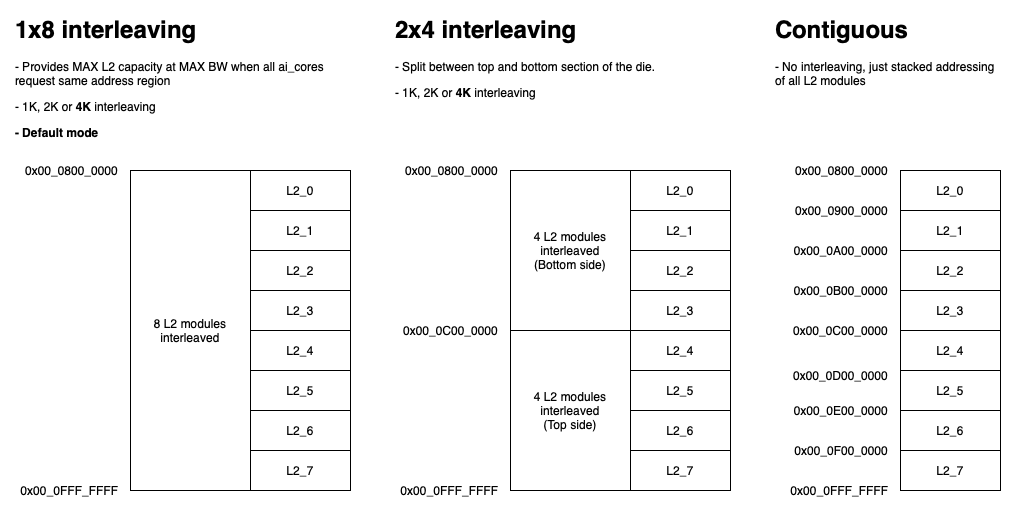 1x8 interleaving
- Provides MAX L2 capacity at MAX BW when all ai_cores
request same address region
- 1K, 2K or 4K interleaving
- Default mode
0x00_0800_0000
8 L2 modules
interleaved
L2_0
L2_1
L2_2
L2_3
L2_4
L2_5
L2_6
L2_7
0x00_0FFF_FFFF
2x4 interleaving
- Split between top and bottom section of the die.
- 1K, 2K or 4K interleaving
0x00_0800_0000
4 L2 modules
interleaved
(Bottom side)
L2_0
L2_1
L2_2
L2_3
0x00_0C00_0000
4 L2 modules
interleaved
(Top side)
L2_4
L2_5
L2_6
L2_7
0x00_0FFF_FFFF
Contiguous
- No interleaving, just stacked addressing
of all L2 modules
0x00_0800_0000
L2_0
0x00_0900_0000
L2_1
0x00_0A00_0000
L2_2
0x00_0B00_0000
L2_3
0x00_0C00_0000
L2_4
0x00_0D00_0000
L2_5
0x00_0E00_0000
L2_6
0x00_0F00_0000
L2_7
0x00_0FFF_FFFF